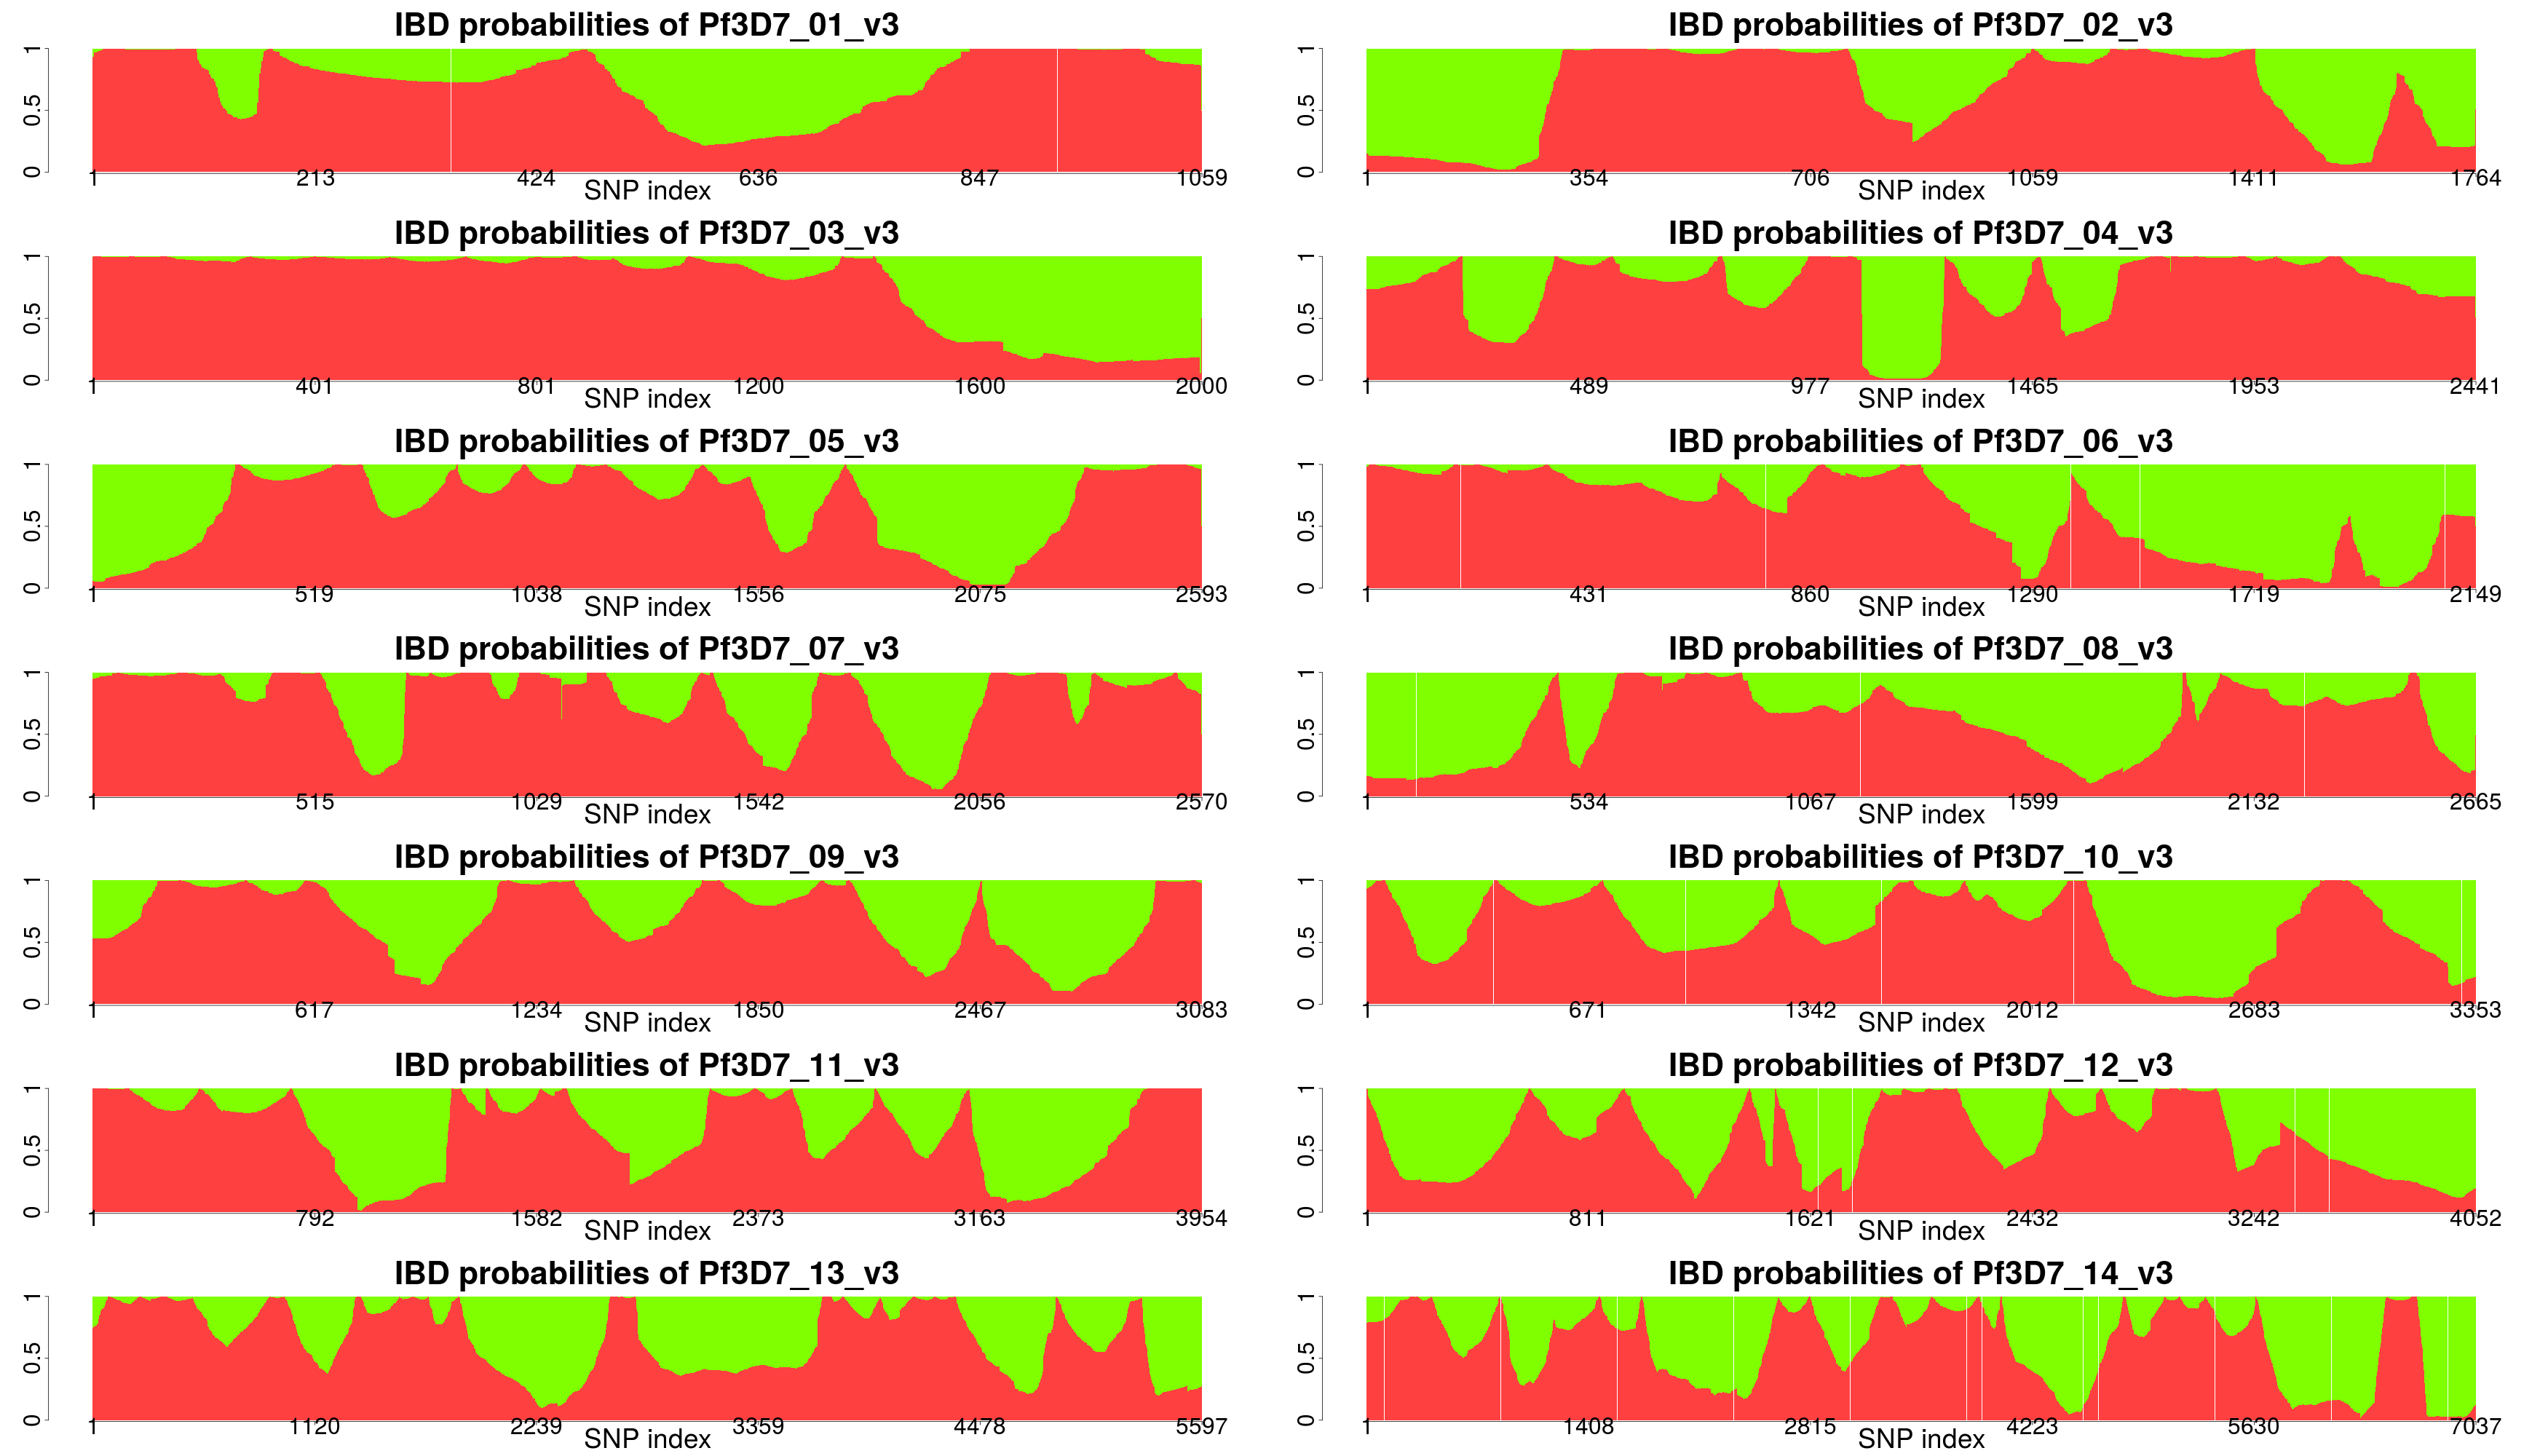 IBD probabilities of Pf3D7_01_v3
0 0.5 1
1 213 424 636 847 1059
SNP index
IBD probabilities of Pf3D7_02_v3
0 0.5 1
1 354 706 1059 1411 1764
SNP index
IBD probabilities of Pf3D7_03_v3
0 0.5 1
1 401 801 1200 1600 2000
SNP index
IBD probabilities of Pf3D7_04_v3
0 0.5 1
1 489 977 1465 1953 2441
SNP index
IBD probabilities of Pf3D7_05_v3
0 0.5 1
1 519 1038 1556 2075 2593
SNP index
IBD probabilities of Pf3D7_06_v3
0 0.5 1
1 431 860 1290 1719 2149
SNP index
IBD probabilities of Pf3D7_07_v3
0 0.5 1
1 515 1029 1542 2056 2570
SNP index
IBD probabilities of Pf3D7_08_v3
0 0.5 1
1 534 1067 1599 2132 2665
SNP index
IBD probabilities of Pf3D7_09_v3
0 0.5 1
1 617 1234 1850 2467 3083
SNP index
IBD probabilities of Pf3D7_10_v3
0 0.5 1
1 671 1342 2012 2683 3353
SNP index
IBD probabilities of Pf3D7_11_v3
0 0.5 1
1 792 1582 2373 3163 3954
SNP index
IBD probabilities of Pf3D7_12_v3
0 0.5 1
1 811 1621 2432 3242 4052
SNP index
IBD probabilities of Pf3D7_13_v3
0 0.5 1
1 1120 2239 3359 4478 5597
SNP index
IBD probabilities of Pf3D7_14_v3
0 0.5 1
1 1408 2815 4223 5630 7037
SNP index